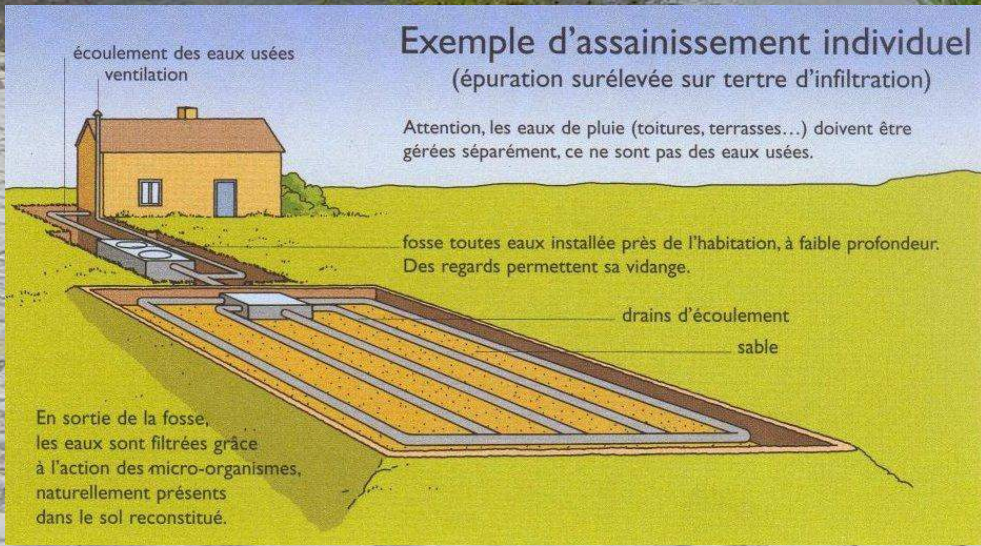 Exemple d'assainissement individuel
(épuration surélevée sur tertre d'infiltration)
écoulement des eaux usées
ventilation
Attention, les eaux de pluie (toitures, terrasses...) doivent être
gérées séparément, ce ne sont pas des eaux usées.
fosse toutes eaux installée près de l'habitation, à faible profondeur.
Des regards permettent sa vidange.
drains d'écoulement
sable
En sortie de la fosse,
les eaux sont filtrées grâce
à l'action des micro-organismes,
naturellement présents
dans le sol reconstitué.